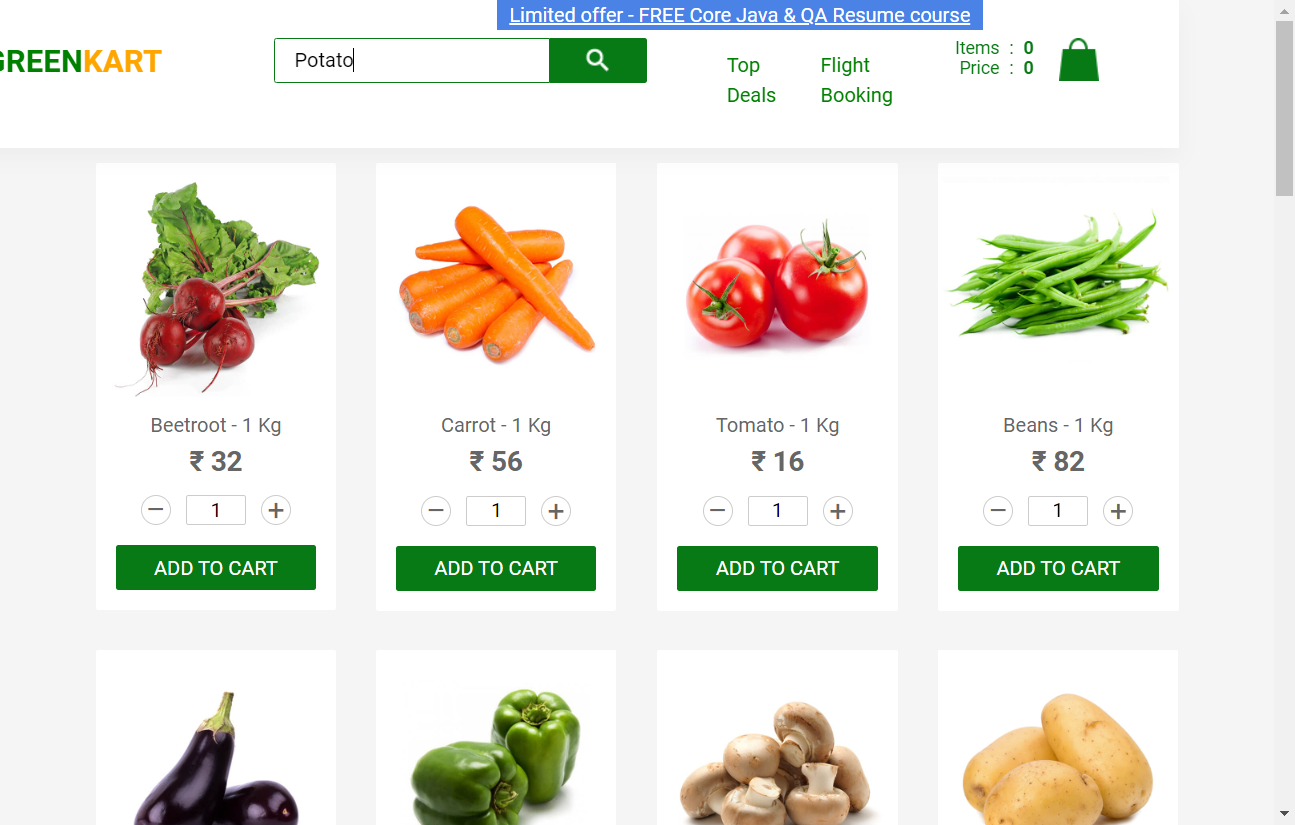 Limited offer - FREE Core Java & QA Resume course
GREENKART
Potato
Top Deals
Flight Booking
Items : 0
Price : 0
Beetroot - 1 Kg
₹ 32
− 1 +
ADD TO CART
Carrot - 1 Kg
₹ 56
− 1 +
ADD TO CART
Tomato - 1 Kg
₹ 16
− 1 +
ADD TO CART
Beans - 1 Kg
₹ 82
− 1 +
ADD TO CART